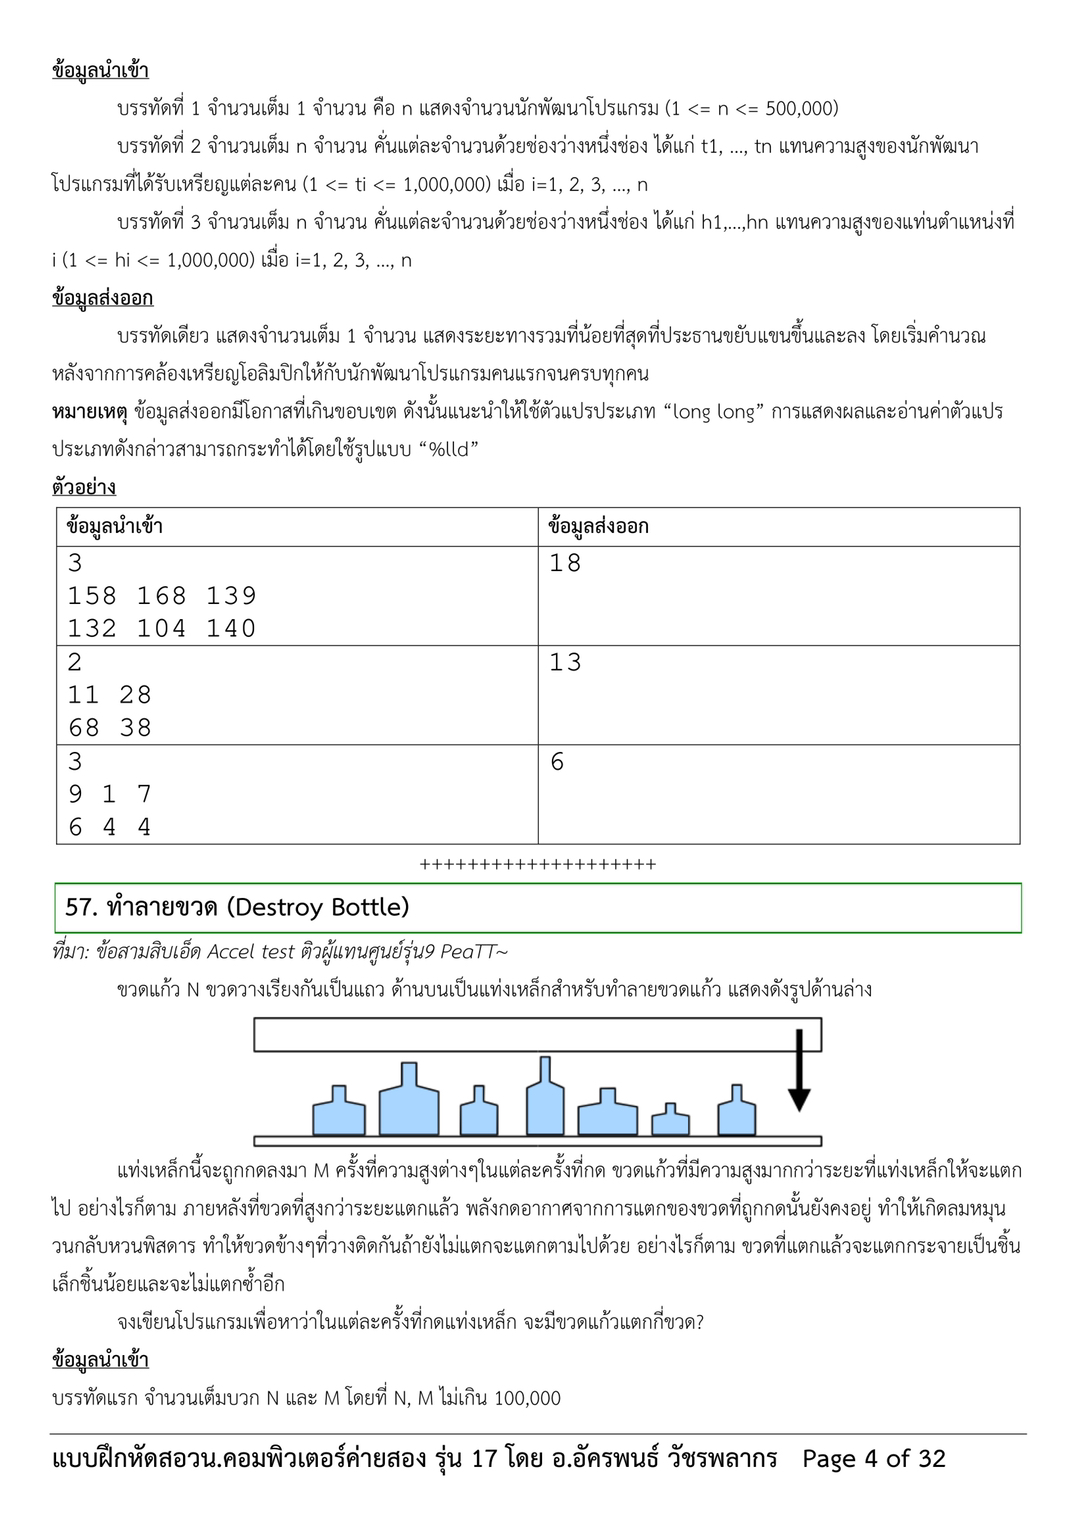 ข้อมูลนำเข้า
บรรทัดที่ 1 จำนวนเต็ม 1 จำนวน คือ n แสดงจำนวนนักพัฒนาโปรแกรม (1 <= n <= 500,000)
บรรทัดที่ 2 จำนวนเต็ม n จำนวน คั่นแต่ละจำนวนด้วยช่องว่างหนึ่งช่อง ได้แก่ t1, ..., tn แทนความสูงของนักพัฒนา
โปรแกรมที่ได้รับเหรียญแต่ละคน (1 <= ti <= 1,000,000) เมื่อ i=1, 2, 3, ..., n
บรรทัดที่ 3 จำนวนเต็ม n จำนวน คั่นแต่ละจำนวนด้วยช่องว่างหนึ่งช่อง ได้แก่ h1,...,hn แทนความสูงของแท่นตำแหน่งที่
i (1 <= hi <= 1,000,000) เมื่อ i=1, 2, 3, ..., n
ข้อมูลส่งออก
บรรทัดเดียว แสดงจำนวนเต็ม 1 จำนวน แสดงระยะทางรวมที่น้อยที่สุดที่ประธานขยับแขนขึ้นและลง โดยเริ่มคำนวณ
หลังจากการคล้องเหรียญโอลิมปิกให้กับนักพัฒนาโปรแกรมคนแรกจนครบทุกคน
หมายเหตุ ข้อมูลส่งออกมีโอกาสที่เกินขอบเขต ดังนั้นแนะนำให้ใช้ตัวแปรประเภท “long long” การแสดงผลและอ่านค่าตัวแปร
ประเภทดังกล่าวสามารถกระทำได้โดยใช้รูปแบบ “%lld”
ตัวอย่าง
ข้อมูลนำเข้า ข้อมูลส่งออก
3 18
158 168 139
132 104 140
2 13
11 28
68 38
3 6
9 1 7
6 4 4
++++++++++++++++++++
57. ทำลายขวด (Destroy Bottle)
ที่มา: ข้อสามสิบเอ็ด Accel test ติวผู้แทนศูนย์รุ่น9 PeaTT~
ขวดแก้ว N ขวดวางเรียงกันเป็นแถว ด้านบนเป็นแท่งเหล็กสำหรับทำลายขวดแก้ว แสดงดังรูปด้านล่าง
แท่งเหล็กนี้จะถูกกดลงมา M ครั้งที่ความสูงต่างๆในแต่ละครั้งที่กด ขวดแก้วที่มีความสูงมากกว่าระยะที่แท่งเหล็กให้จะแตก
ไป อย่างไรก็ตาม ภายหลังที่ขวดที่สูงกว่าระยะแตกแล้ว พลังกดอากาศจากการแตกของขวดที่ถูกกดนั้นยังคงอยู่ ทำให้เกิดลมหมุน
วนกลับหวนพิสดาร ทำให้ขวดข้างๆที่วางติดกันถ้ายังไม่แตกจะแตกตามไปด้วย อย่างไรก็ตาม ขวดที่แตกแล้วจะแตกกระจายเป็นชิ้น
เล็กชิ้นน้อยและจะไม่แตกซ้ำอีก
จงเขียนโปรแกรมเพื่อหาว่าในแต่ละครั้งที่กดแท่งเหล็ก จะมีขวดแก้วแตกกี่ขวด?
ข้อมูลนำเข้า
บรรทัดแรก จำนวนเต็มบวก N และ M โดยที่ N, M ไม่เกิน 100,000
แบบฝึกหัดสอวน.คอมพิวเตอร์ค่ายสอง รุ่น 17 โดย อ.อัครพนธ์ วัชรพลากร Page 4 of 32